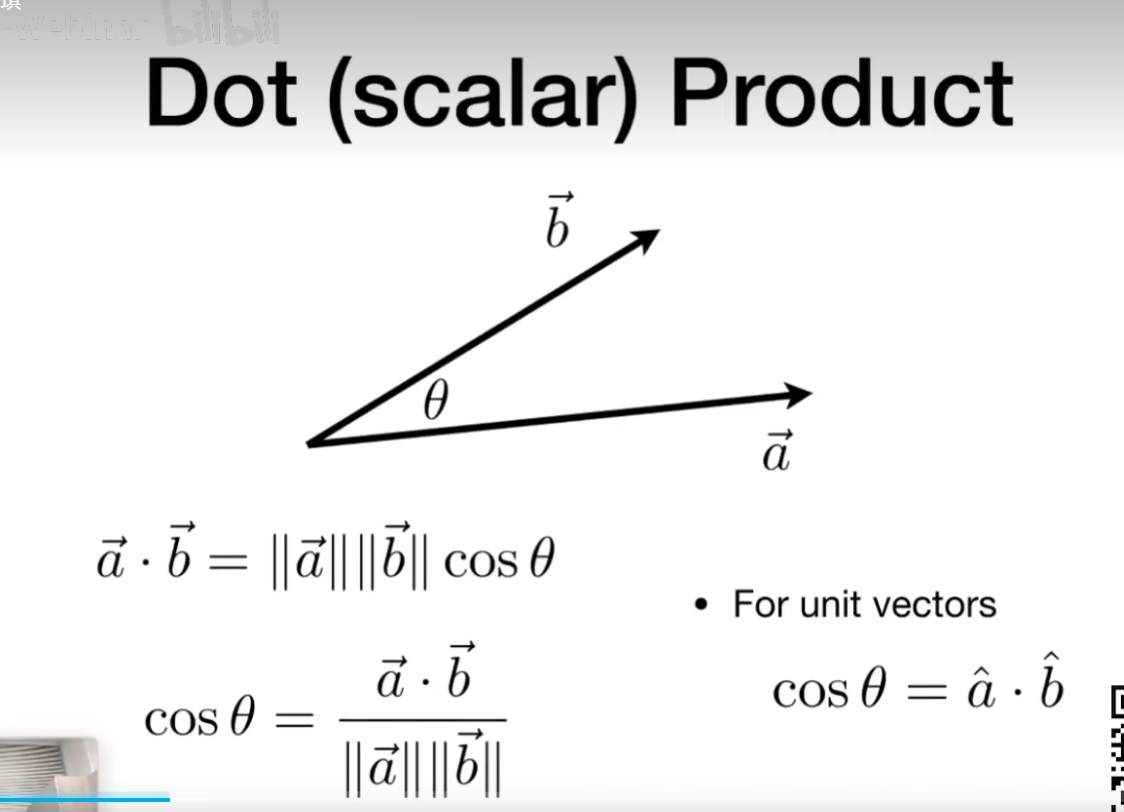 Webinar bilibili
Dot (scalar) Product
$\vec{b}$
θ
$\vec{a}$
$\vec{a} \cdot \vec{b} = \|\vec{a}\| \|\vec{b}\| \cos \theta$
• For unit vectors
$\cos \theta = \frac{\vec{a} \cdot \vec{b}}{\|\vec{a}\| \|\vec{b}\|}$
$\cos \theta = \hat{a} \cdot \hat{b}$